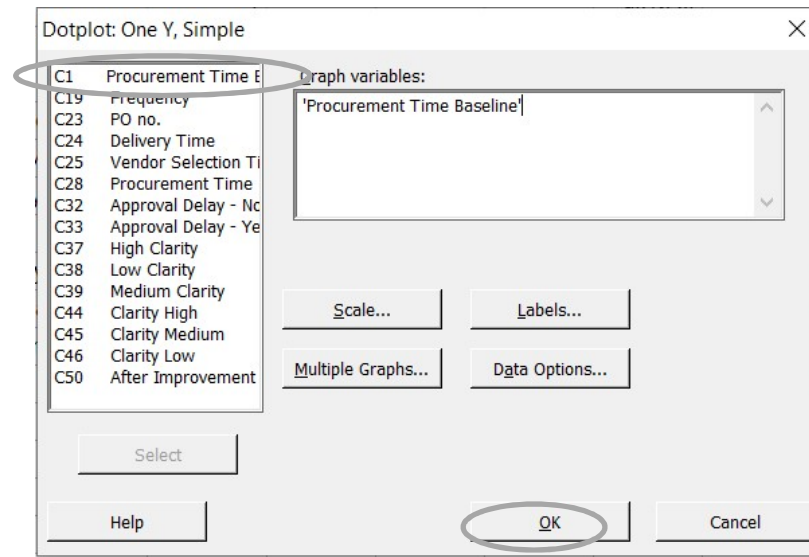 Dotplot: One Y, Simple
C1 Procurement Time B
C19 Frequency
C23 PO no.
C24 Delivery Time
C25 Vendor Selection Ti
C28 Procurement Time
C32 Approval Delay - No
C33 Approval Delay - Ye
C37 High Clarity
C38 Low Clarity
C39 Medium Clarity
C44 Clarity High
C45 Clarity Medium
C46 Clarity Low
C50 After Improvement
Graph variables:
'Procurement Time Baseline'
Scale...
Labels...
Multiple Graphs...
Data Options...
Select
Help
OK
Cancel